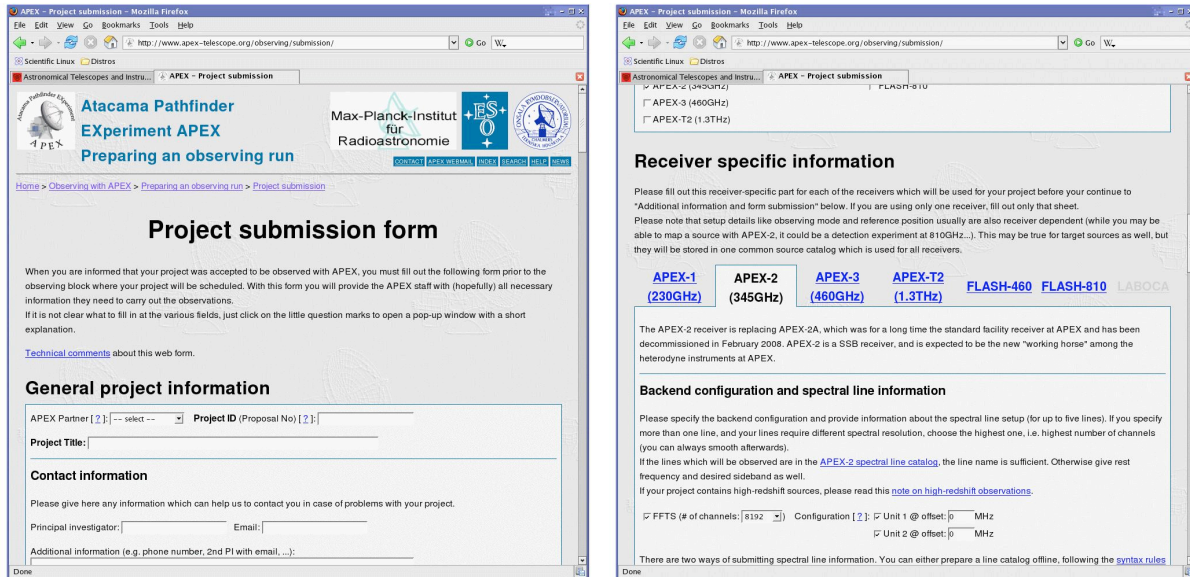 APEX - Project submission - Mozilla Firefox
File Edit View Go Bookmarks Tools Help
http://www.apex-telescope.org/observing/submission/
Go
Scientific Linux Distros
Astronomical Telescopes and Instru... APEX - Project submission
Atacama Pathfinder Experiment
APEX
Atacama Pathfinder
EXperiment APEX
Preparing an observing run
Max-Planck-Institut
für
Radioastronomie
ESO
CONTACT APEX WEBMAIL INDEX SEARCH HELP NEWS
Home > Observing with APEX > Preparing an observing run > Project submission
Project submission form
When you are informed that your project was accepted to be observed with APEX, you must fill out the following form prior to the
observing block where your project will be scheduled. With this form you will provide the APEX staff with (hopefully) all necessary
information they need to carry out the observations.
If it is not clear what to fill in at the various fields, just click on the little question marks to open a pop-up window with a short
explanation.
Technical comments about this web form.
General project information
APEX Partner [ ? ]: -- select -- Project ID (Proposal No) [ ? ]:
Project Title:
Contact information
Please give here any information which can help us to contact you in case of problems with your project.
Principal investigator: Email:
Additional information (e.g. phone number, 2nd PI with email, ...):
Done
APEX - Project submission - Mozilla Firefox
File Edit View Go Bookmarks Tools Help
http://www.apex-telescope.org/observing/submission/
Go
Scientific Linux Distros
Astronomical Telescopes and Instru... APEX - Project submission
APEX-2 (345GHz) FLASH-810
APEX-3 (460GHz)
APEX-T2 (1.3THz)
Receiver specific information
Please fill out this receiver-specific part for each of the receivers which will be used for your project before your continue to
"Additional information and form submission" below. If you are using only one receiver, fill out only that sheet.
Please note that setup details like observing mode and reference position usually are also receiver dependent (while you may be
able to map a source with APEX-2, it could be a detection experiment at 810GHz...). This may be true for target sources as well, but
they will be stored in one common source catalog which is used for all receivers.
APEX-1 APEX-2 APEX-3 APEX-T2 FLASH-460 FLASH-810 LABOCA
(230GHz) (345GHz) (460GHz) (1.3THz)
The APEX-2 receiver is replacing APEX-2A, which was for a long time the standard facility receiver at APEX and has been
decommissioned in February 2008. APEX-2 is a SSB receiver, and is expected to be the new "working horse" among the
heterodyne instruments at APEX.
Backend configuration and spectral line information
Please specify the backend configuration and provide information about the spectral line setup (for up to five lines). If you specify
more than one line, and your lines require different spectral resolution, choose the highest one, i.e. highest number of channels
(you can always smooth afterwards).
If the lines which will be observed are in the APEX-2 spectral line catalog, the line name is sufficient. Otherwise give rest
frequency and desired sideband as well.
If your project contains high-redshift sources, please read this note on high-redshift observations.
FFTS (# of channels: 8192 ) Configuration [ ? ]: Unit 1 @ offset: 0 MHz
Unit 2 @ offset: 0 MHz
There are two ways of submitting spectral line information. You can either prepare a line catalog offline, following the syntax rules
Done